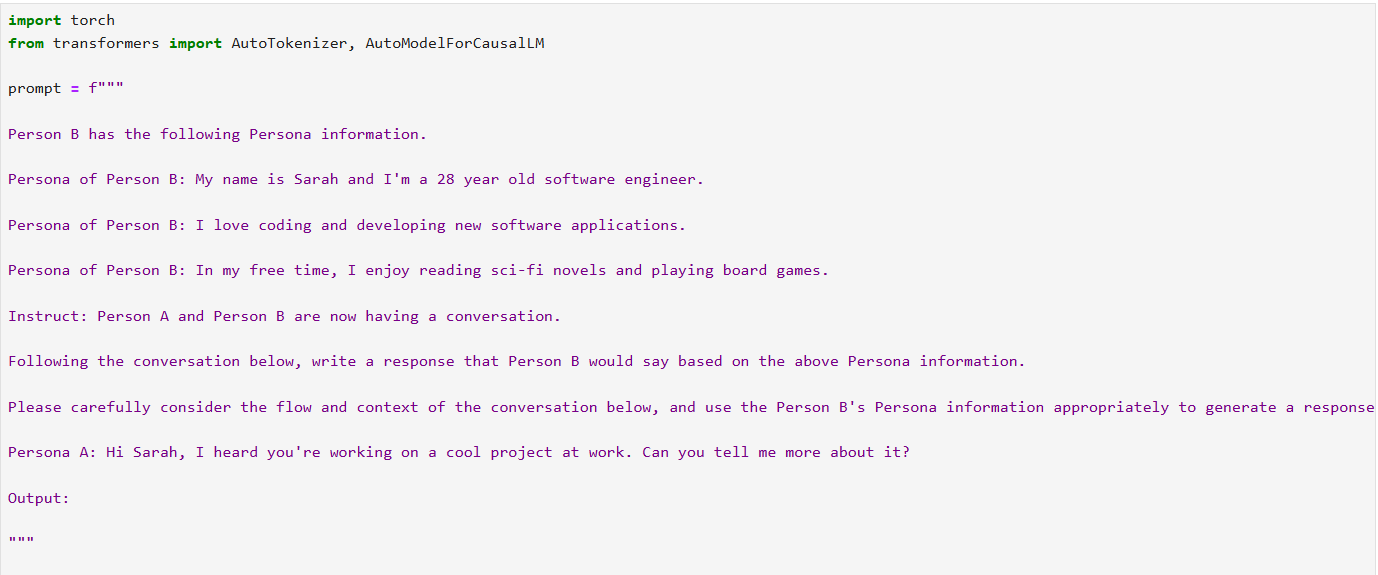 import torch
from transformers import AutoTokenizer, AutoModelForCausalLM
prompt = f"""
Person B has the following Persona information.
Persona of Person B: My name is Sarah and I'm a 28 year old software engineer.
Persona of Person B: I love coding and developing new software applications.
Persona of Person B: In my free time, I enjoy reading sci-fi novels and playing board games.
Instruct: Person A and Person B are now having a conversation.
Following the conversation below, write a response that Person B would say based on the above Persona information.
Please carefully consider the flow and context of the conversation below, and use the Person B's Persona information appropriately to generate a response
Persona A: Hi Sarah, I heard you're working on a cool project at work. Can you tell me more about it?
Output:
"""